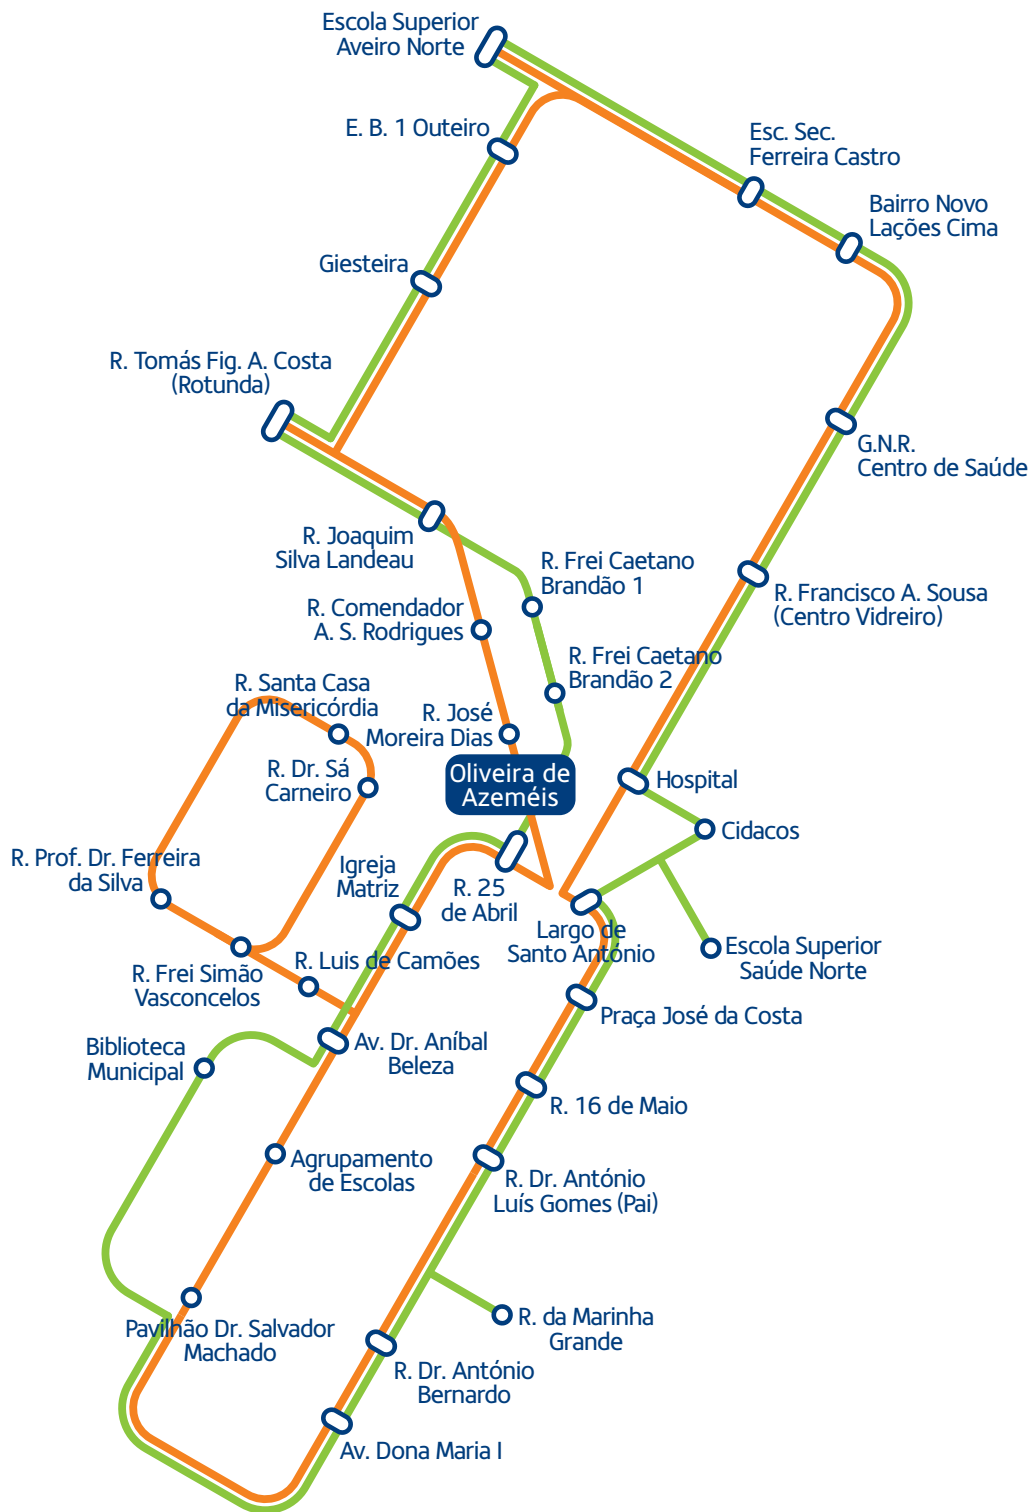 Escola Superior
Aveiro Norte
E. B. 1 Outeiro
Esc. Sec.
Ferreira Castro
Bairro Novo
Lações Cima
Giesteira
R. Tomás Fig. A. Costa
(Rotunda)
G.N.R.
Centro de Saúde
R. Joaquim
Silva Landeau
R. Frei Caetano
Brandão 1
R. Francisco A. Sousa
(Centro Vidreiro)
R. Comendador
A. S. Rodrigues
R. Frei Caetano
Brandão 2
R. Santa Casa
da Misericórdia
R. José
Moreira Dias
R. Dr. Sá
Carneiro
Oliveira de
Azeméis
Hospital
Cidacos
R. Prof. Dr. Ferreira
da Silva
Igreja
Matriz
R. 25
de Abril
Largo de
Santo António
Escola Superior
Saúde Norte
R. Frei Simão
Vasconcelos
R. Luis de Camões
Praça José da Costa
Biblioteca
Municipal
Av. Dr. Aníbal
Beleza
R. 16 de Maio
Agrupamento
de Escolas
R. Dr. António
Luís Gomes (Pai)
Pavilhão Dr. Salvador
Machado
R. da Marinha
Grande
R. Dr. António
Bernardo
Av. Dona Maria I